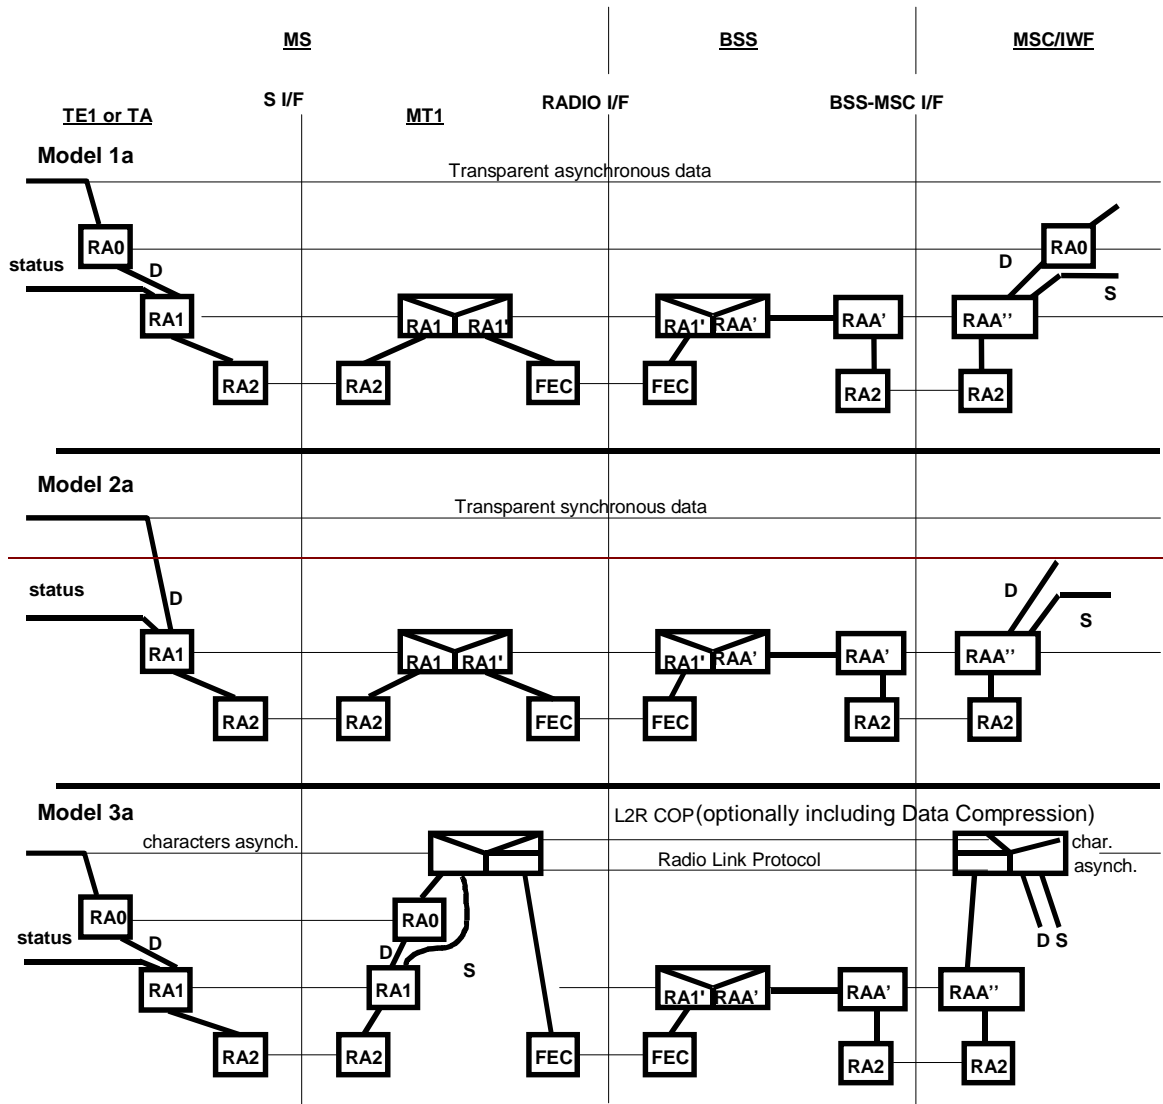 MS BSS MSC/IWF
S I/F RADIO I/F BSS-MSC I/F
TE1 or TA MT1
Model 1a
Transparent asynchronous data
RA0 RA0
status D D
S
RA1 RA1 RA1' RA1' RAA' RAA' RAA''
RA2 RA2 FEC FEC RA2 RA2
Model 2a
Transparent synchronous data
status D D
S
RA1 RA1 RA1' RA1' RAA' RAA' RAA''
RA2 RA2 FEC FEC RA2 RA2
Model 3a
L2R COP(optionally including Data Compression)
characters asynch. char.
Radio Link Protocol asynch.
RA0 RA0
status D D D S
S
RA1 RA1 RA1' RAA' RAA' RAA''
RA2 RA2 FEC FEC RA2 RA2